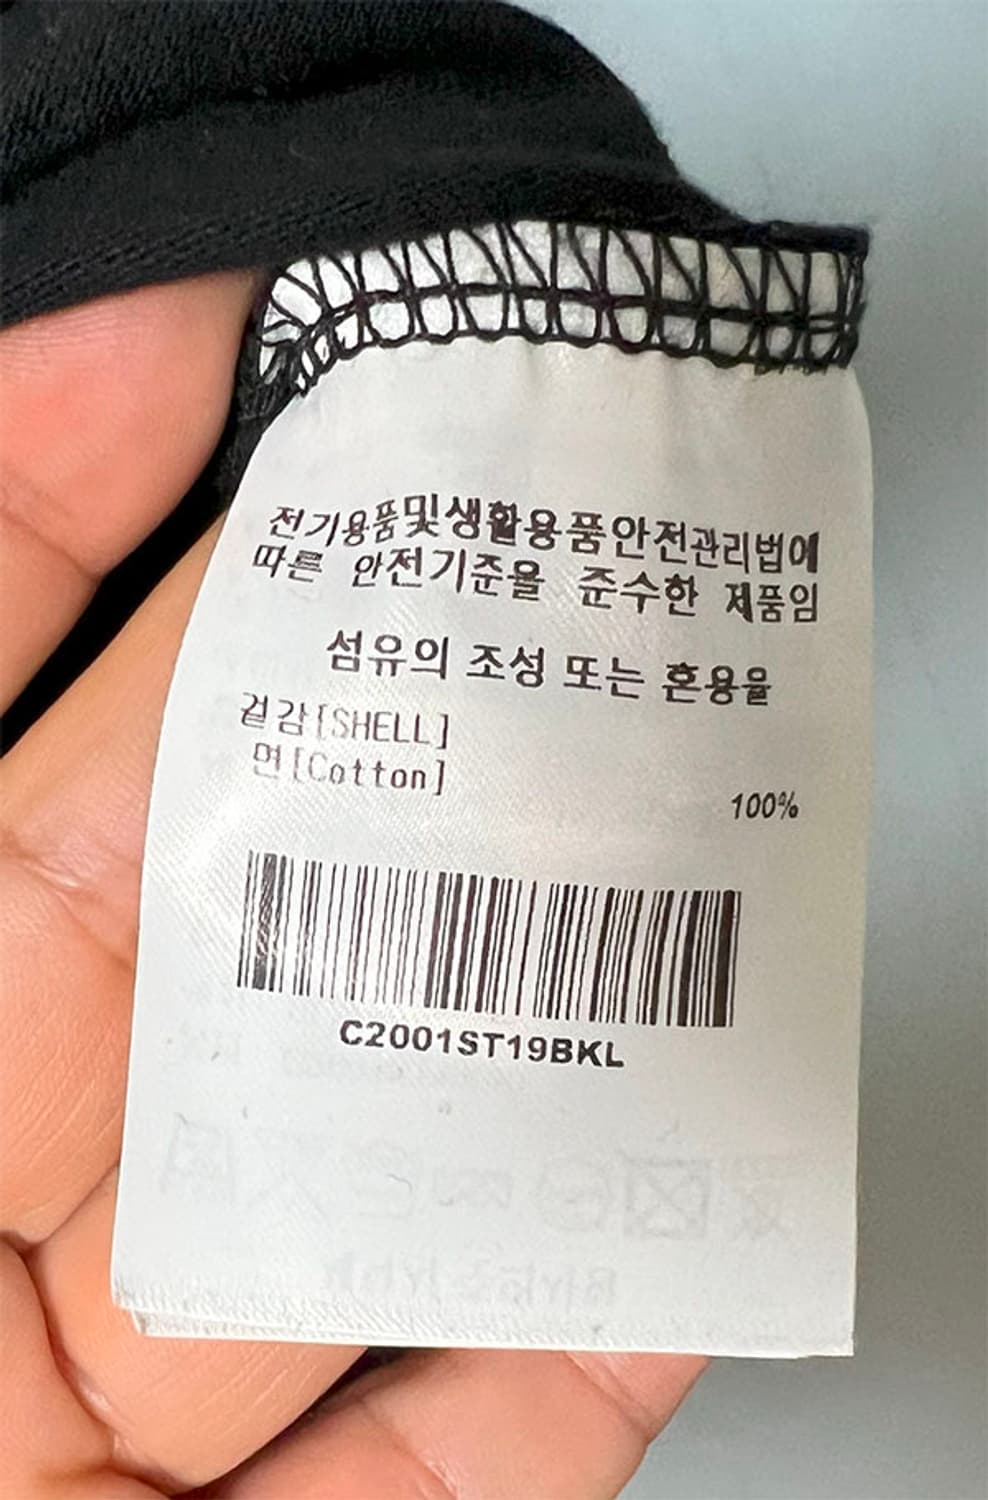 전기용품및생활용품안전관리법에
따른 안전기준을 준수한 제품임
섬유의 조성 또는 혼용율
겉감[SHELL]
면[Cotton]
100%
C2001ST19BKL